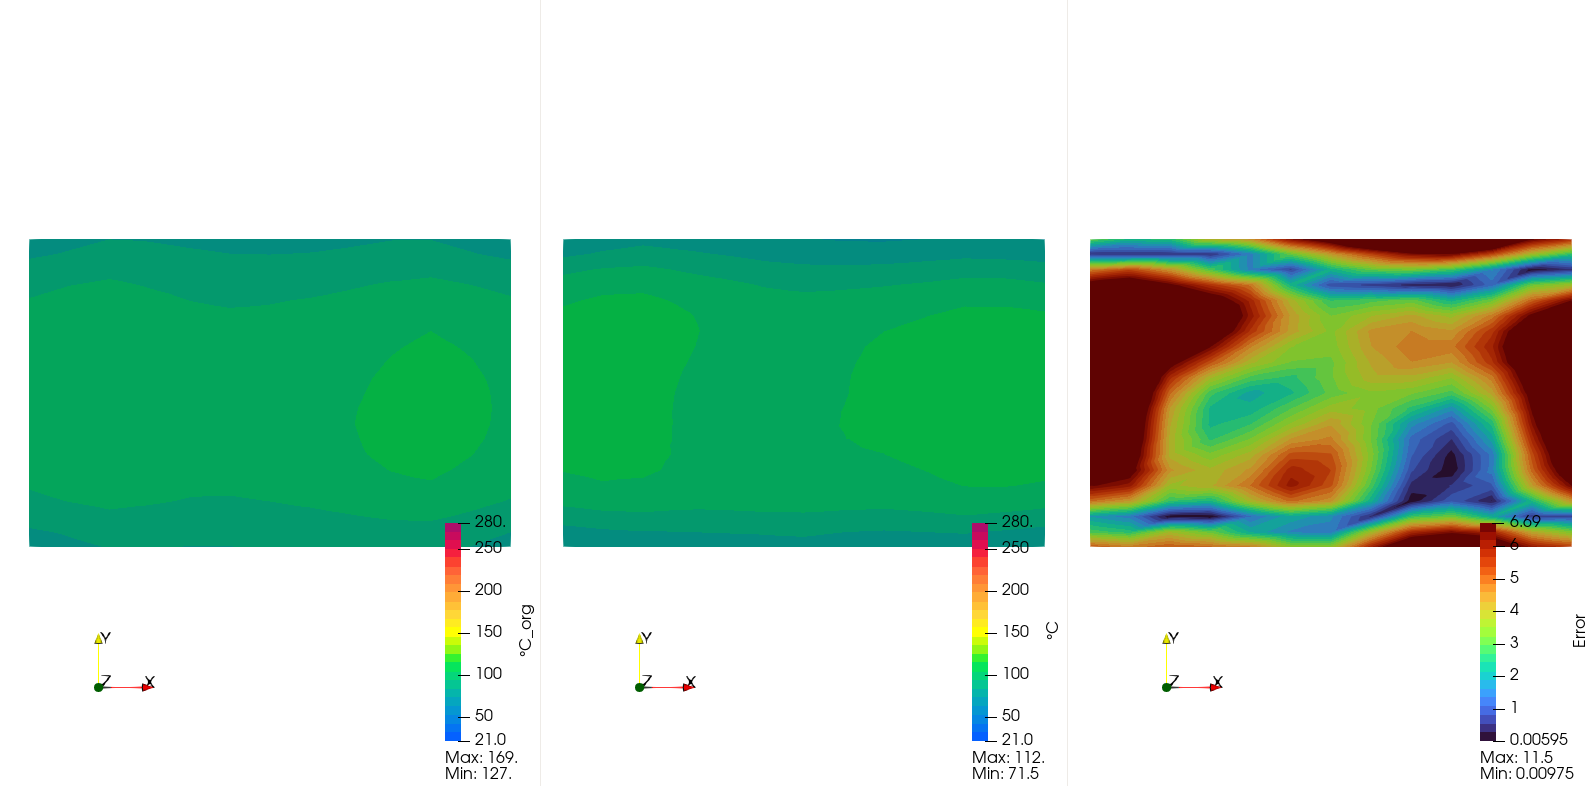 280.
250
200
150
100
50
21.0
°C_org
Max: 169.
Min: 127.
Y
Z
X
280.
250
200
150
100
50
21.0
°C
Max: 112.
Min: 71.5
Y
Z
X
6.69
6
5
4
3
2
1
0.00595
Error
Max: 11.5
Min: 0.00975
Y
Z
X